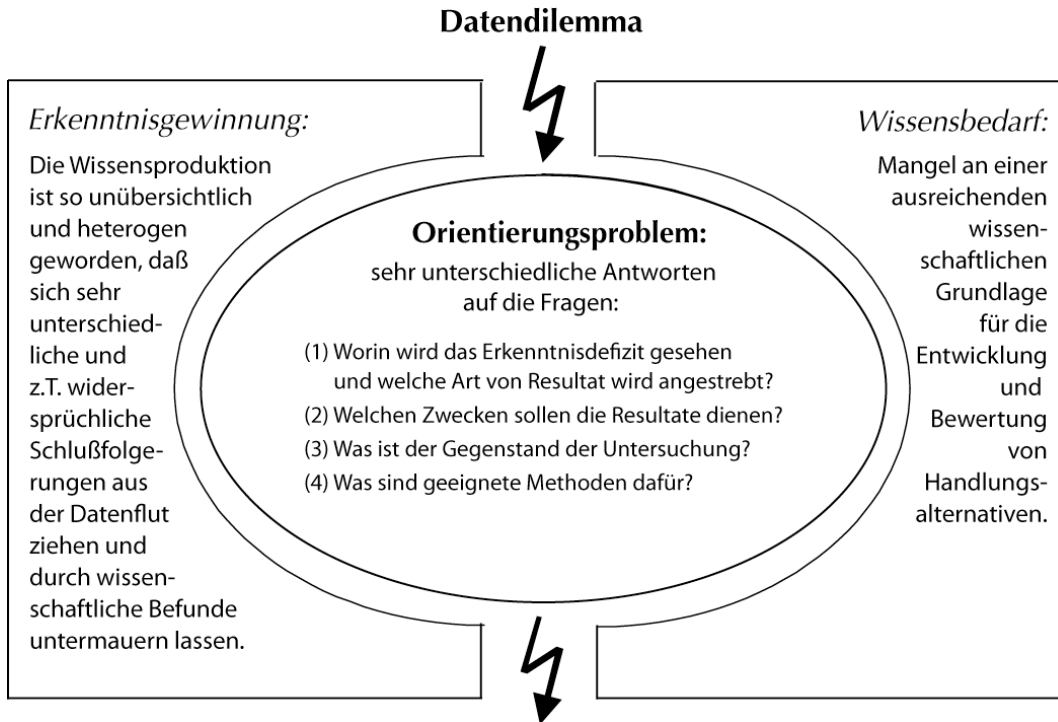 Datendilemma
Erkenntnisgewinnung:
Die Wissensproduktion
ist so unübersichtlich
und heterogen
geworden, daß
sich sehr
unterschied-
liche und
z.T. wider-
sprüchliche
Schlußfolge-
rungen aus
der Datenflut
ziehen und
durch wissen-
schaftliche Befunde
untermauern lassen.
Orientierungsproblem:
sehr unterschiedliche Antworten
auf die Fragen:
(1) Worin wird das Erkenntnisdefizit gesehen
und welche Art von Resultat wird angestrebt?
(2) Welchen Zwecken sollen die Resultate dienen?
(3) Was ist der Gegenstand der Untersuchung?
(4) Was sind geeignete Methoden dafür?
Wissensbedarf:
Mangel an einer
ausreichenden
wissen-
schaftlichen
Grundlage
für die
Entwicklung
und
Bewertung
von
Handlungs-
alternativen.